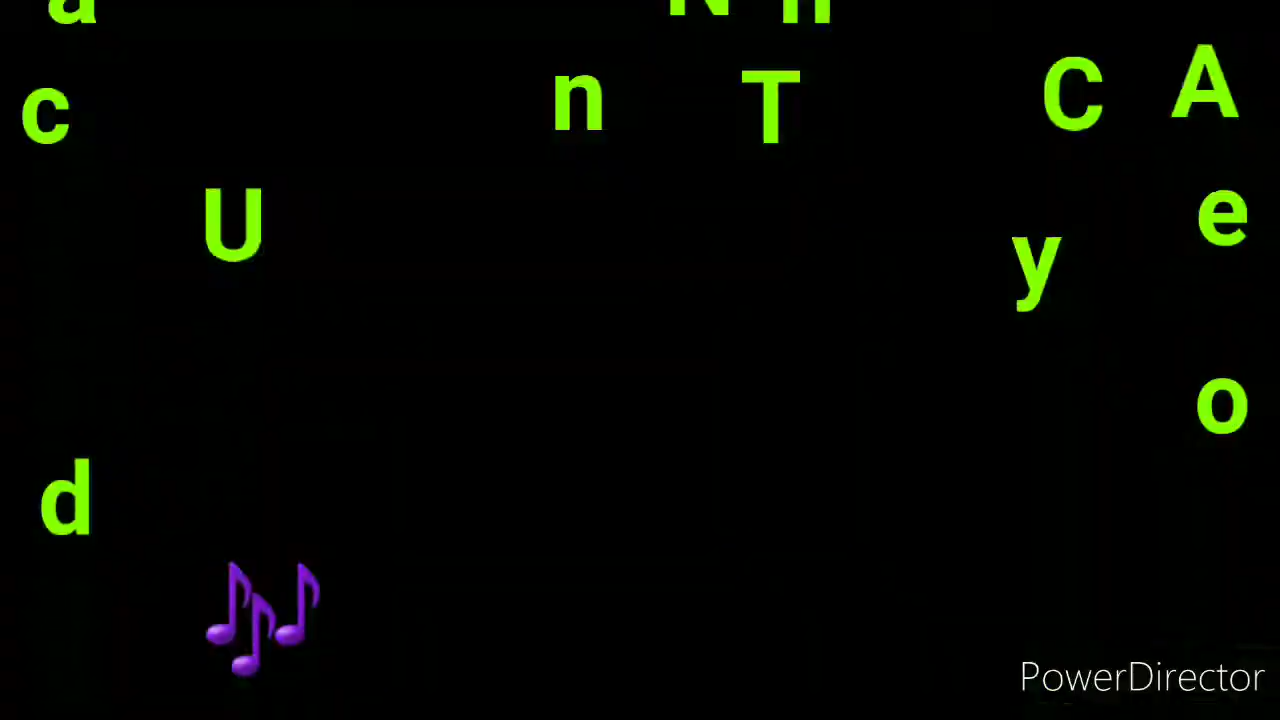 a N n
c n T C A
U e
y
o
d
🎶
PowerDirector